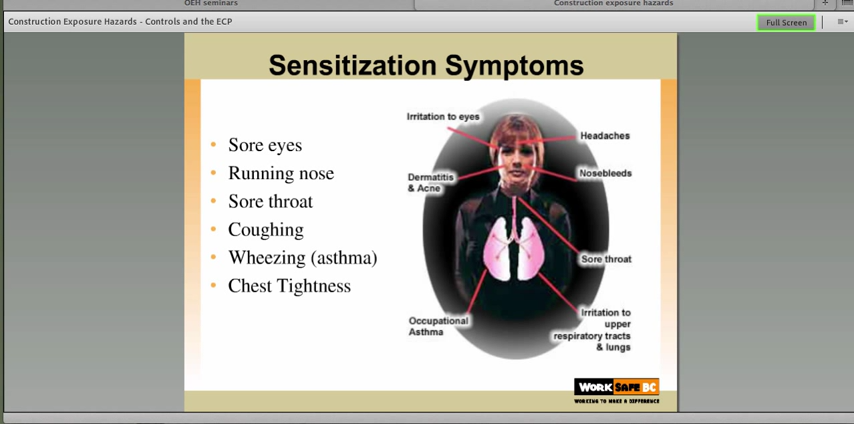 OEH seminars
Construction exposure hazards
Construction Exposure Hazards - Controls and the ECP
Full Screen
Sensitization Symptoms
• Sore eyes
• Running nose
• Sore throat
• Coughing
• Wheezing (asthma)
• Chest Tightness
Irritation to eyes
Headaches
Dermatitis
& Acne
Nosebleeds
Sore throat
Occupational
Asthma
Irritation to
upper
respiratory tracts
& lungs
WORK SAFE BC
WORKING TO MAKE A DIFFERENCE